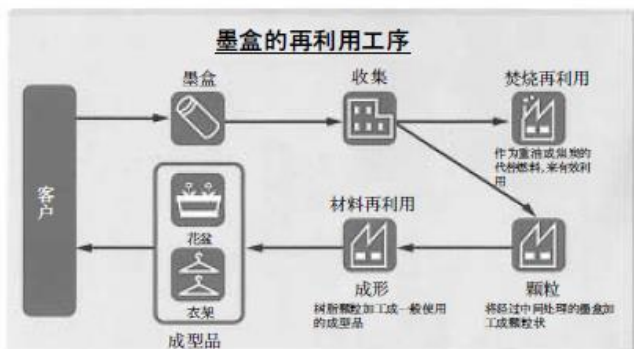 墨盒的再利用工序
墨盒
收集
焚烧再利用
作为重油或煤炭的
代替燃料,来有效利
用
客户
花盆
衣架
成型品
材料再利用
成形
树脂颗粒加工成一般使用
的成型品
颗粒
将经过中间处理的墨盒加
工成颗粒状